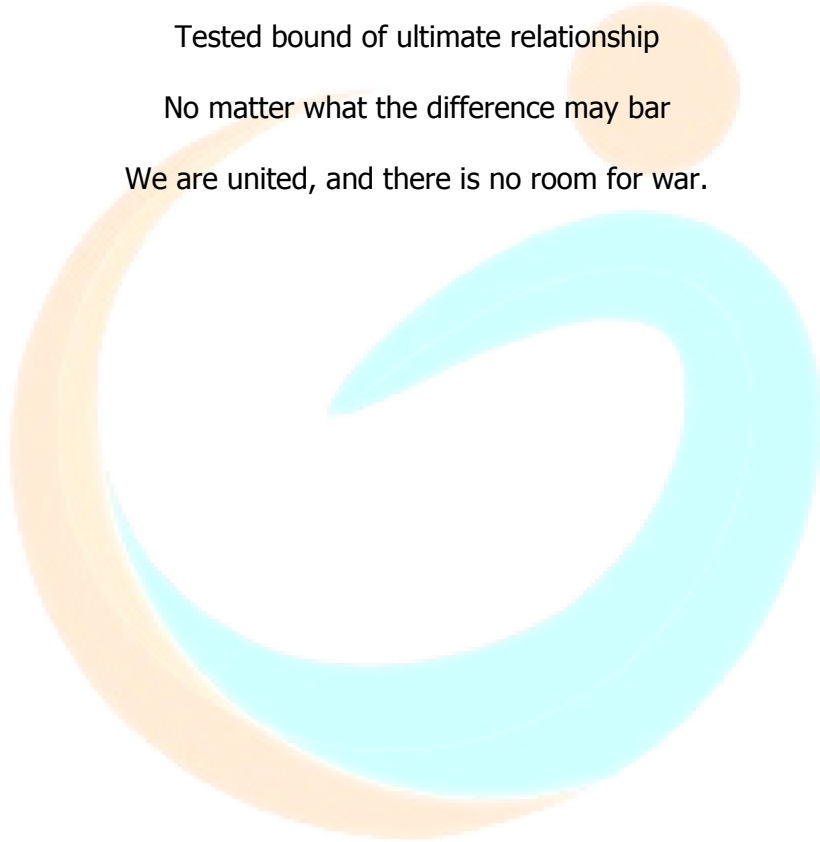 Tested bound of ultimate relationship
No matter what the difference may bar
We are united, and there is no room for war.